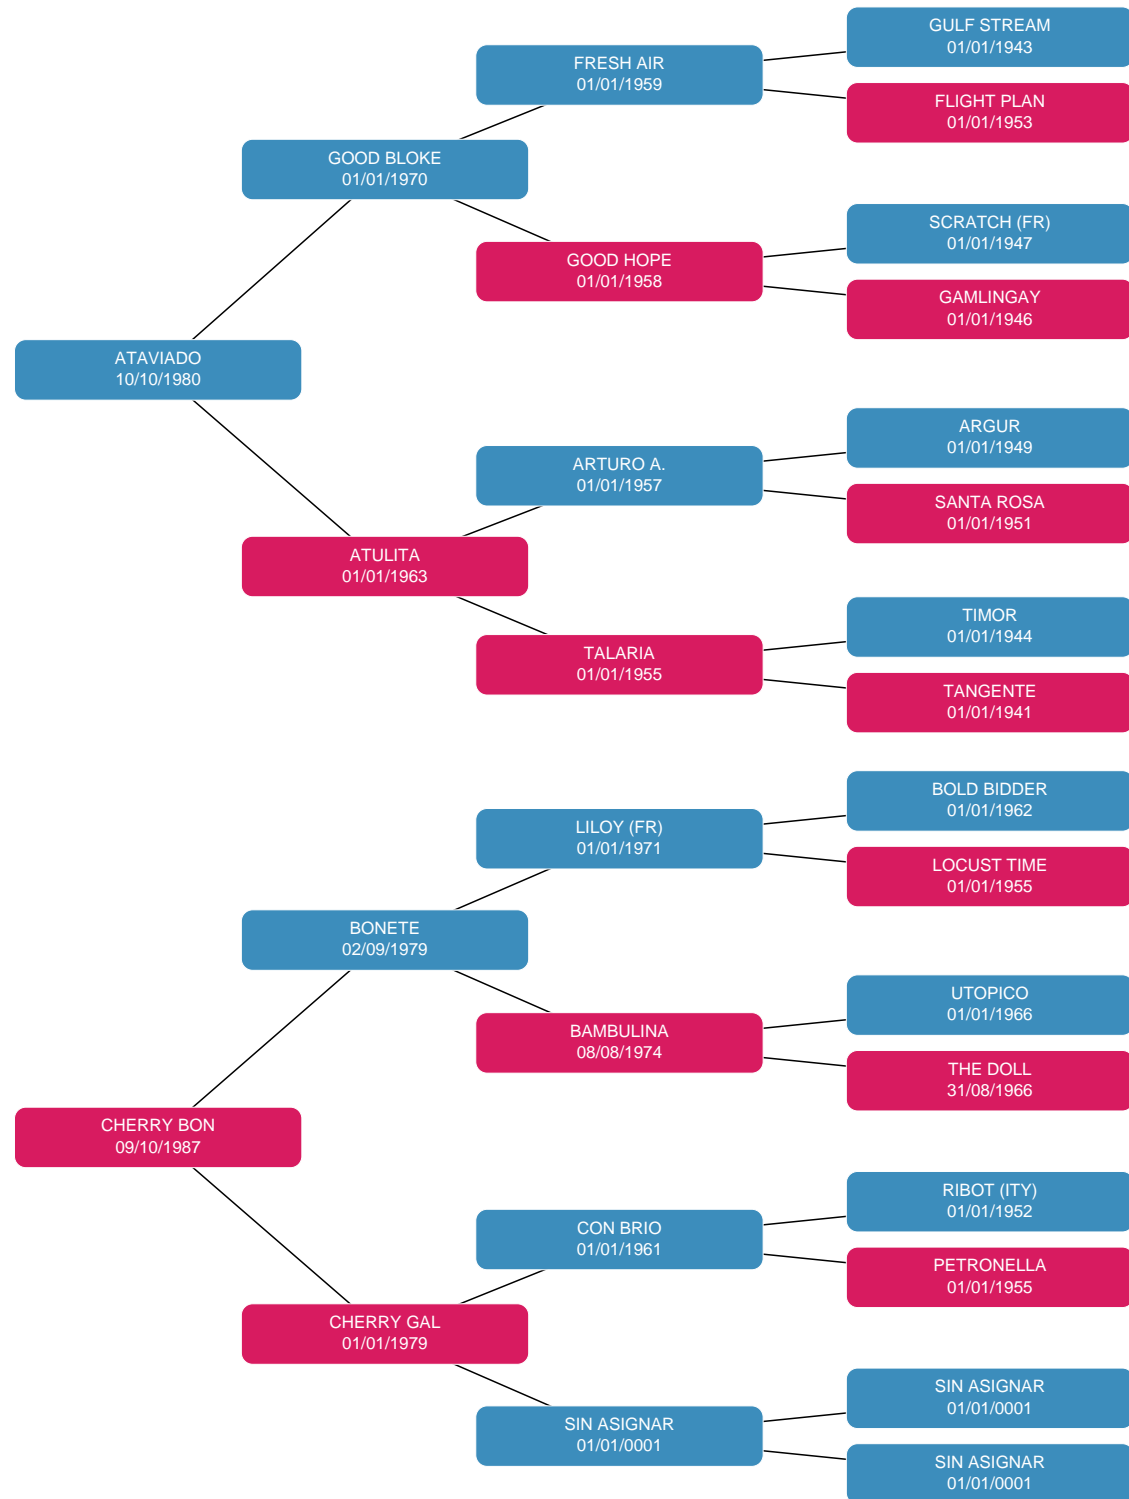 GULF STREAM
01/01/1943
FRESH AIR
01/01/1959
FLIGHT PLAN
01/01/1953
GOOD BLOKE
01/01/1970
SCRATCH (FR)
01/01/1947
GOOD HOPE
01/01/1958
GAMLINGAY
01/01/1946
ATAVIADO
10/10/1980
ARGUR
01/01/1949
ARTURO A.
01/01/1957
SANTA ROSA
01/01/1951
ATULITA
01/01/1963
TIMOR
01/01/1944
TALARIA
01/01/1955
TANGENTE
01/01/1941
BOLD BIDDER
01/01/1962
LILOY (FR)
01/01/1971
LOCUST TIME
01/01/1955
BONETE
02/09/1979
UTOPICO
01/01/1966
BAMBULINA
08/08/1974
THE DOLL
31/08/1966
CHERRY BON
09/10/1987
RIBOT (ITY)
01/01/1952
CON BRIO
01/01/1961
PETRONELLA
01/01/1955
CHERRY GAL
01/01/1979
SIN ASIGNAR
01/01/0001
SIN ASIGNAR
01/01/0001
SIN ASIGNAR
01/01/0001